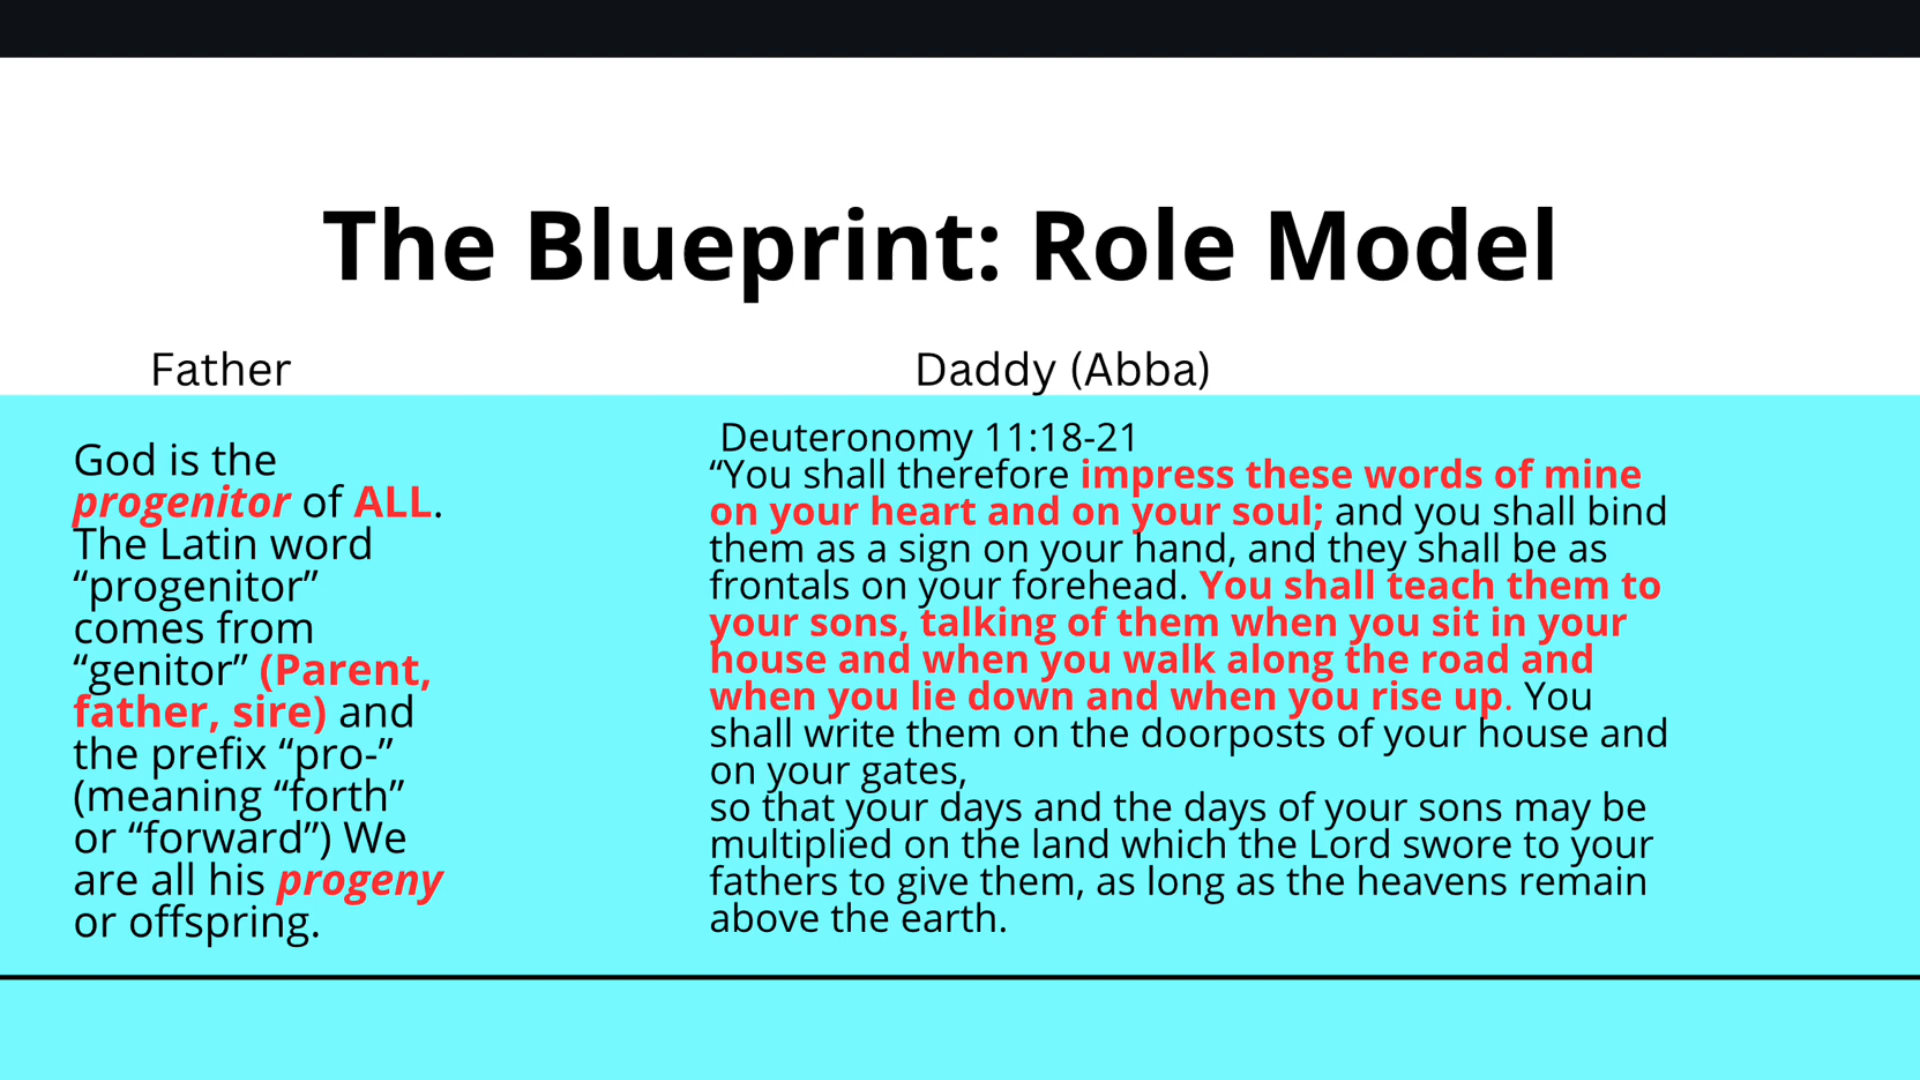 The Blueprint: Role Model
Father
God is the
progenitor of ALL.
The Latin word
“progenitor”
comes from
“genitor” (Parent,
father, sire) and
the prefix “pro-”
(meaning “forth”
or “forward”) We
are all his progeny
or offspring.
Daddy (Abba)
Deuteronomy 11:18-21
“You shall therefore impress these words of mine
on your heart and on your soul; and you shall bind
them as a sign on your hand, and they shall be as
frontals on your forehead. You shall teach them to
your sons, talking of them when you sit in your
house and when you walk along the road and
when you lie down and when you rise up. You
shall write them on the doorposts of your house and
on your gates,
so that your days and the days of your sons may be
multiplied on the land which the Lord swore to your
fathers to give them, as long as the heavens remain
above the earth.